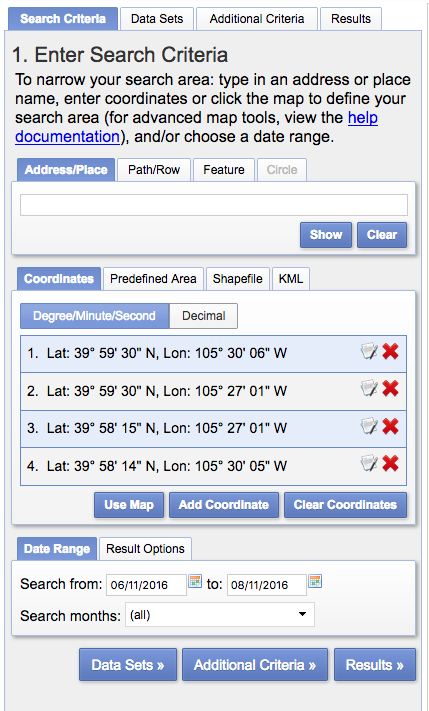 Search Criteria Data Sets Additional Criteria Results
1. Enter Search Criteria
To narrow your search area: type in an address or place
name, enter coordinates or click the map to define your
search area (for advanced map tools, view the help
documentation), and/or choose a date range.
Address/Place Path/Row Feature Circle
Show Clear
Coordinates Predefined Area Shapefile KML
Degree/Minute/Second Decimal
1. Lat: 39° 59' 30" N, Lon: 105° 30' 06" W
2. Lat: 39° 59' 30" N, Lon: 105° 27' 01" W
3. Lat: 39° 58' 15" N, Lon: 105° 27' 01" W
4. Lat: 39° 58' 14" N, Lon: 105° 30' 05" W
Use Map Add Coordinate Clear Coordinates
Date Range Result Options
Search from: 06/11/2016 to: 08/11/2016
Search months: (all)
Data Sets » Additional Criteria » Results »